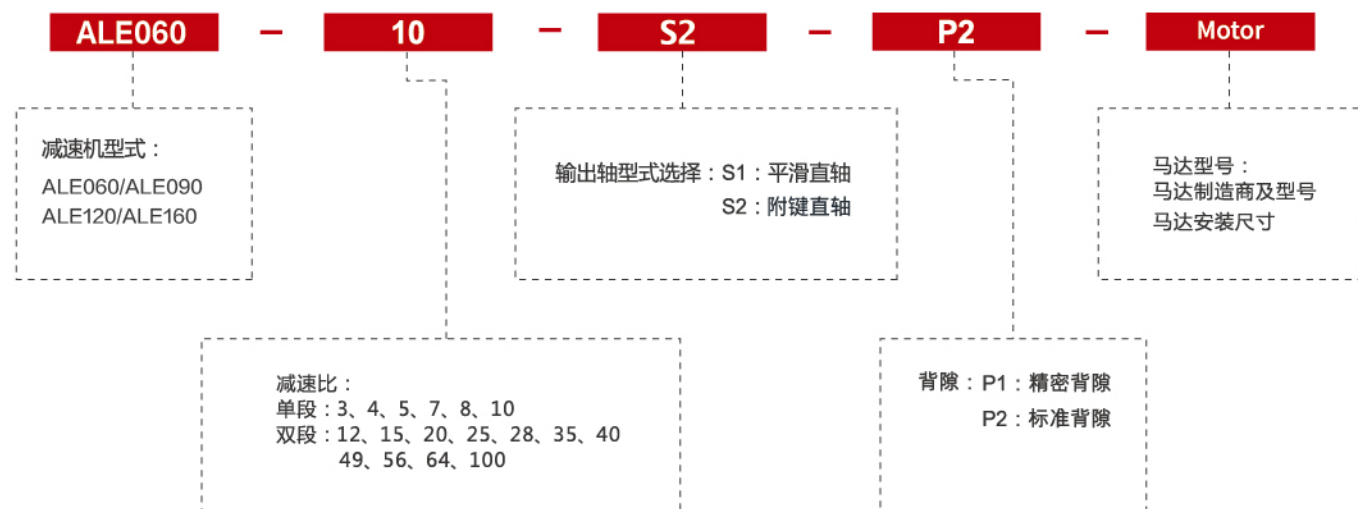 ALE060 – 10 – S2 – P2 – Motor
减速机型式：
ALE060/ALE090
ALE120/ALE160
输出轴型式选择：S1：平滑直轴
S2：附键直轴
马达型号：
马达制造商及型号
马达安装尺寸
减速比：
单段：3、4、5、7、8、10
双段：12、15、20、25、28、35、40
49、56、64、100
背隙：P1：精密背隙
P2：标准背隙